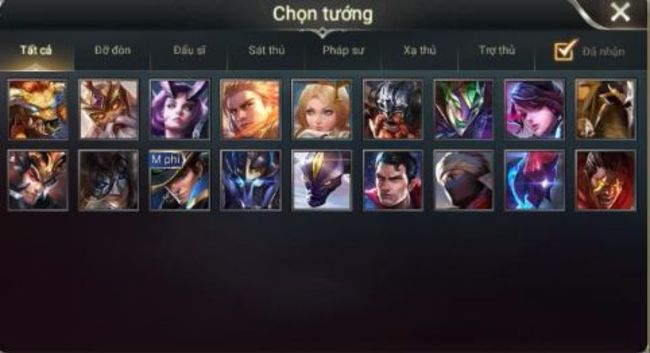 Chọn tướng
Tất cả Đỡ đòn Đấu sĩ Sát thủ Pháp sư Xạ thủ Trợ thủ Đã nhận
M phí